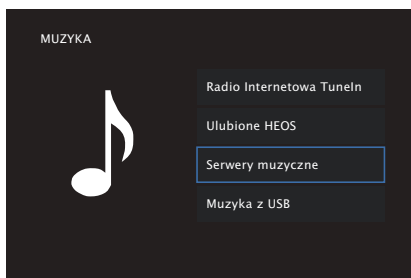 MUZYKA
Radio Internetowa TuneIn
Ulubione HEOS
Serwery muzyczne
Muzyka z USB